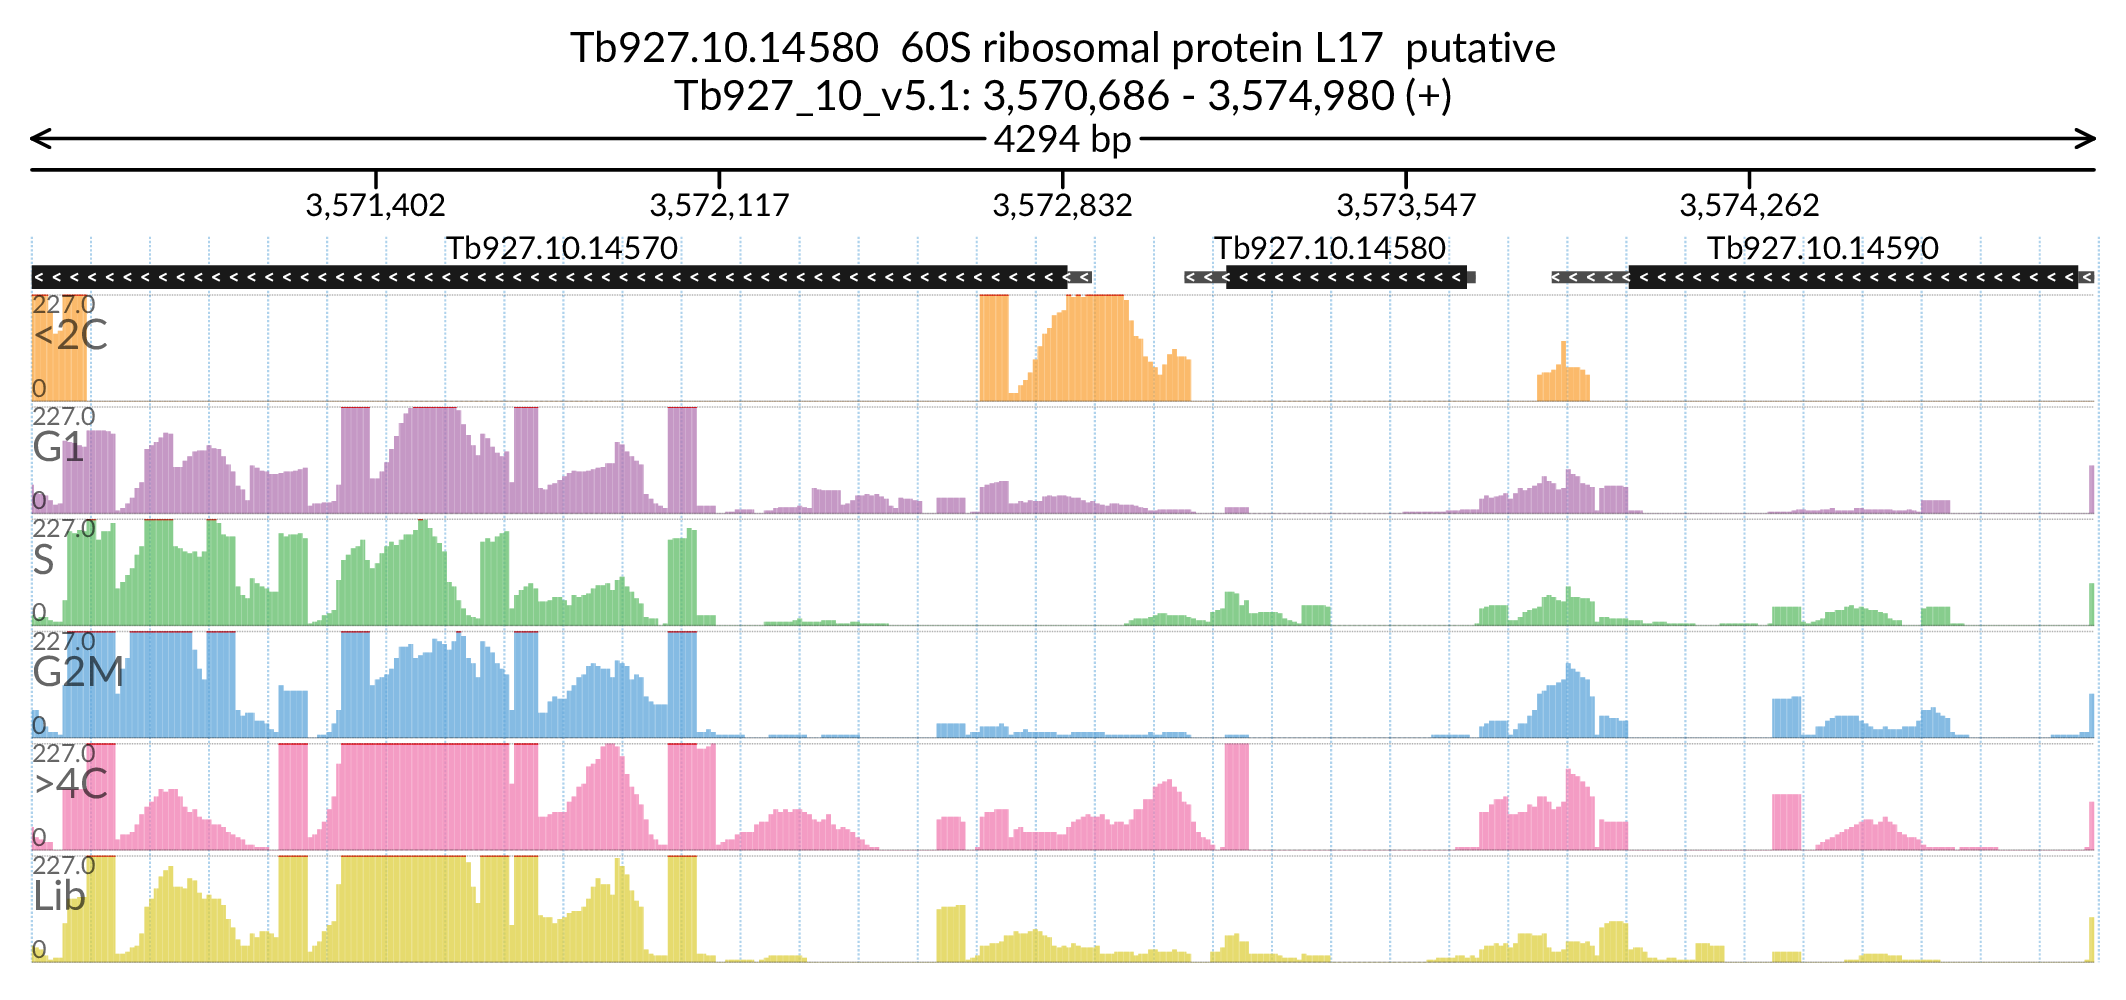 Tb927.10.14580  60S ribosomal protein L17  putative
Tb927_10_v5.1: 3,570,686 - 3,574,980 (+)
4294 bp
3,571,402 3,572,117 3,572,832 3,573,547 3,574,262
Tb927.10.14570 Tb927.10.14580 Tb927.10.14590
227.0
<2C
0
227.0
G1
0
227.0
S
0
227.0
G2M
0
227.0
>4C
0
227.0
Lib
0